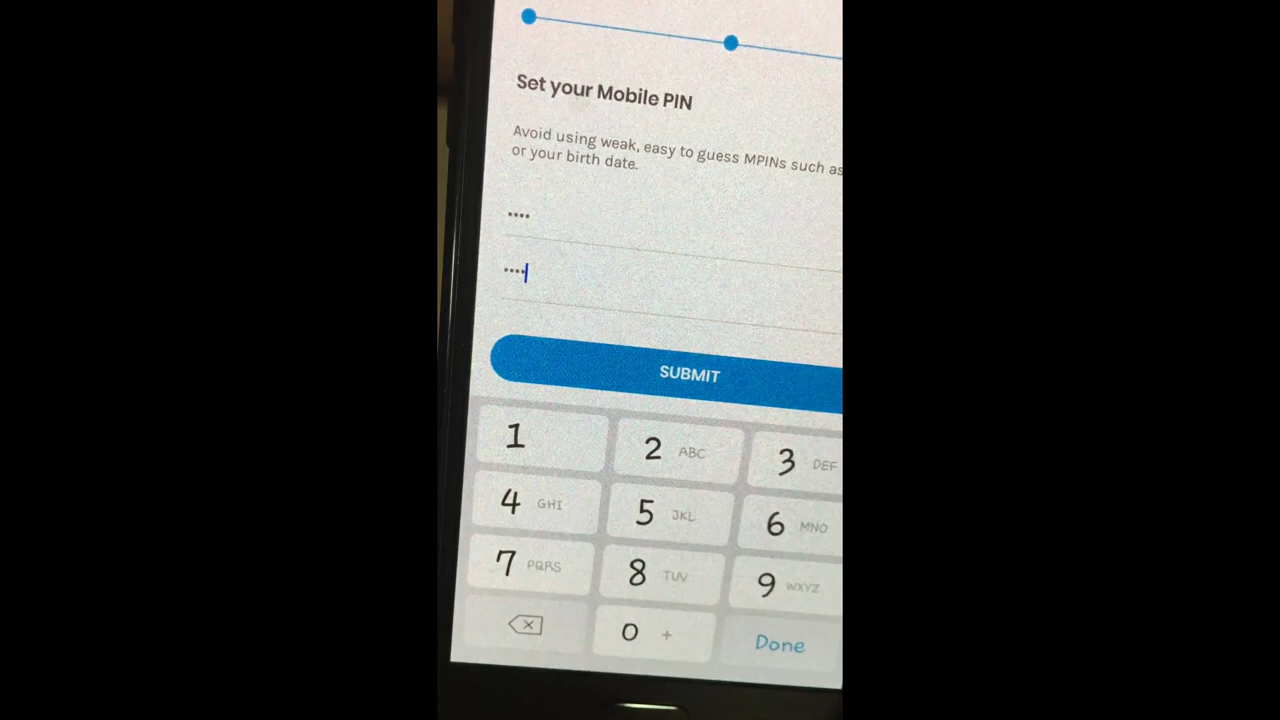 Set your Mobile PIN
Avoid using weak, easy to guess MPINs such as
or your birth date.
••••
••••
SUBMIT
1
2 ABC
3 DEF
4 GHI
5 JKL
6 MNO
7 PQRS
8 TUV
9 WXYZ
0 +
Done